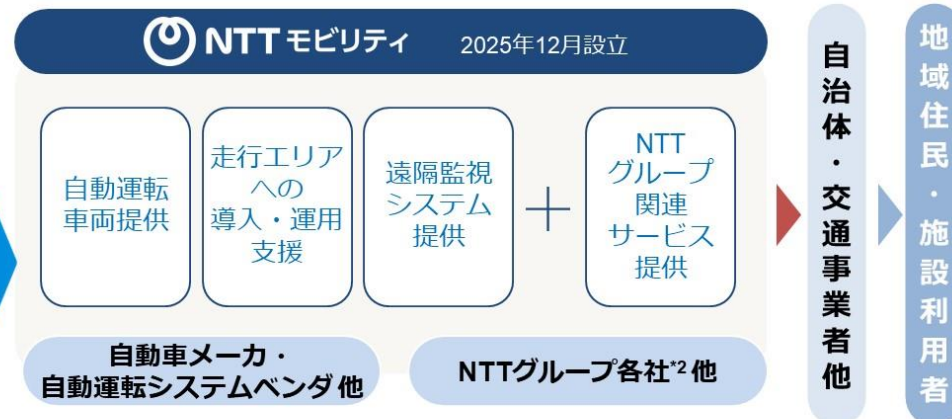 NTT モビリティ 2025年12月設立
自動運転
車両提供
走行エリア
への
導入・運用
支援
遠隔監視
システム
提供
＋
NTT
グループ
関連
サービス
提供
自動車メーカ・
自動運転システムベンダ 他
NTTグループ各社*2 他
自治体・交通事業者他
地域住民・施設利用者